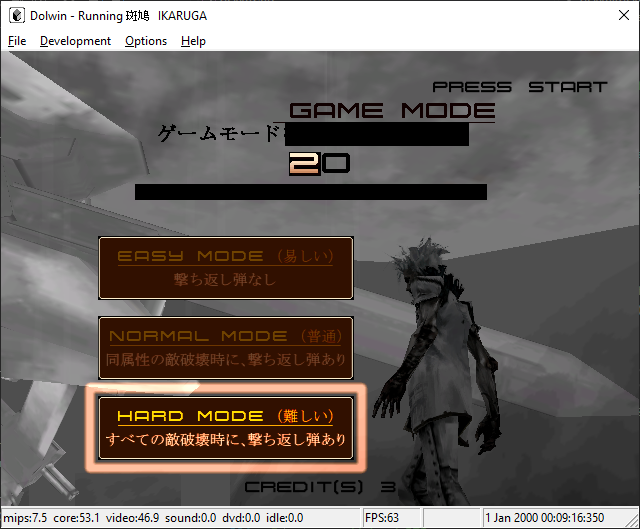 Dolwin - Running 斑鳩 IKARUGA
File Development Options Help
PRESS START
GAME MODE
ゲームモード
20
EASY MODE (易しい)
撃ち返し弾なし
NORMAL MODE (普通)
同属性の敵破壊時に、撃ち返し弾あり
HARD MODE (難しい)
すべての敵破壊時に、撃ち返し弾あり
CREDIT(S) 3
mips:7.5 core:53.1 video:46.9 sound:0.0 dvd:0.0 idle:0.0 FPS:63 1 Jan 2000 00:09:16:350